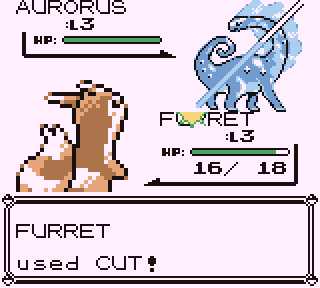 AURORUS
:L3
HP:
FURRET
:L3
HP:
16/ 18
FURRET
used CUT!